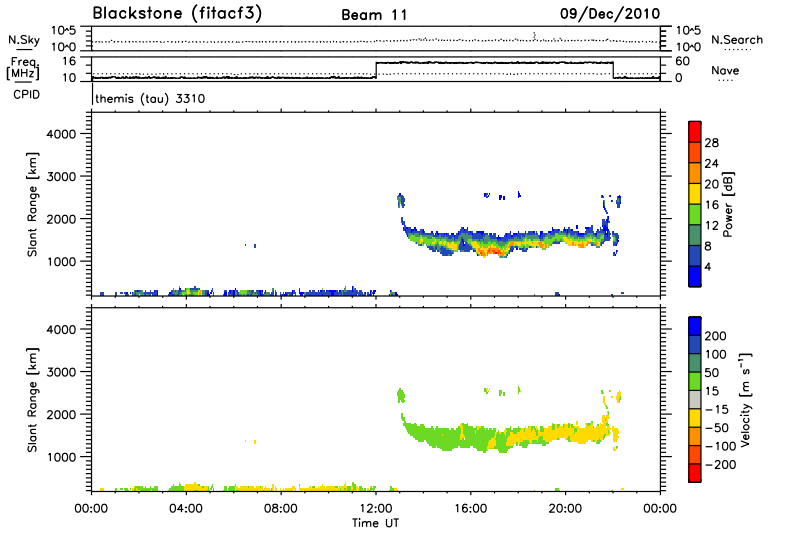 Blackstone (fitacf3) Beam 11 09/Dec/2010
N.Sky 10^5 10^0 10^5 10^0 N.Search
Freq. [MHz] 16 10 60 0 Nave
CPID themis (tau) 3310
Slant Range [km]
4000
3000
2000
1000
Power [dB]
28
24
20
16
12
8
4
Slant Range [km]
4000
3000
2000
1000
Velocity [m s⁻¹]
200
100
50
15
−15
−50
−100
−200
00:00 04:00 08:00 12:00 16:00 20:00 00:00
Time UT